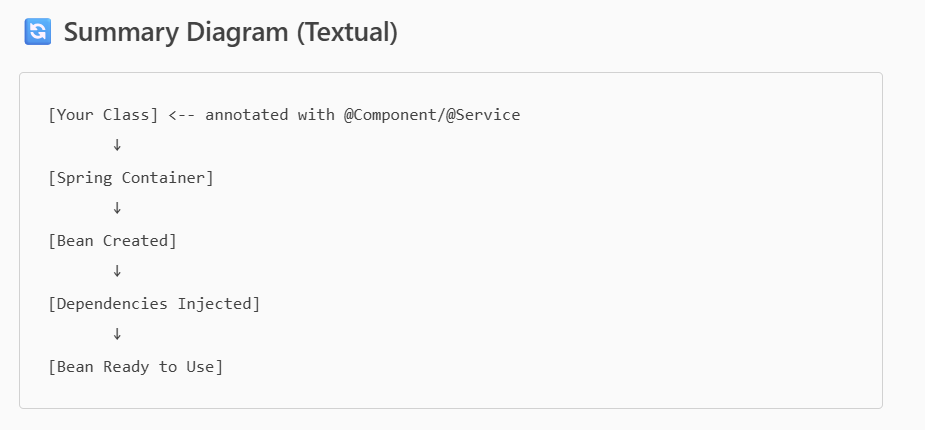 Summary Diagram (Textual)
[Your Class] <-- annotated with @Component/@Service
↓
[Spring Container]
↓
[Bean Created]
↓
[Dependencies Injected]
↓
[Bean Ready to Use]